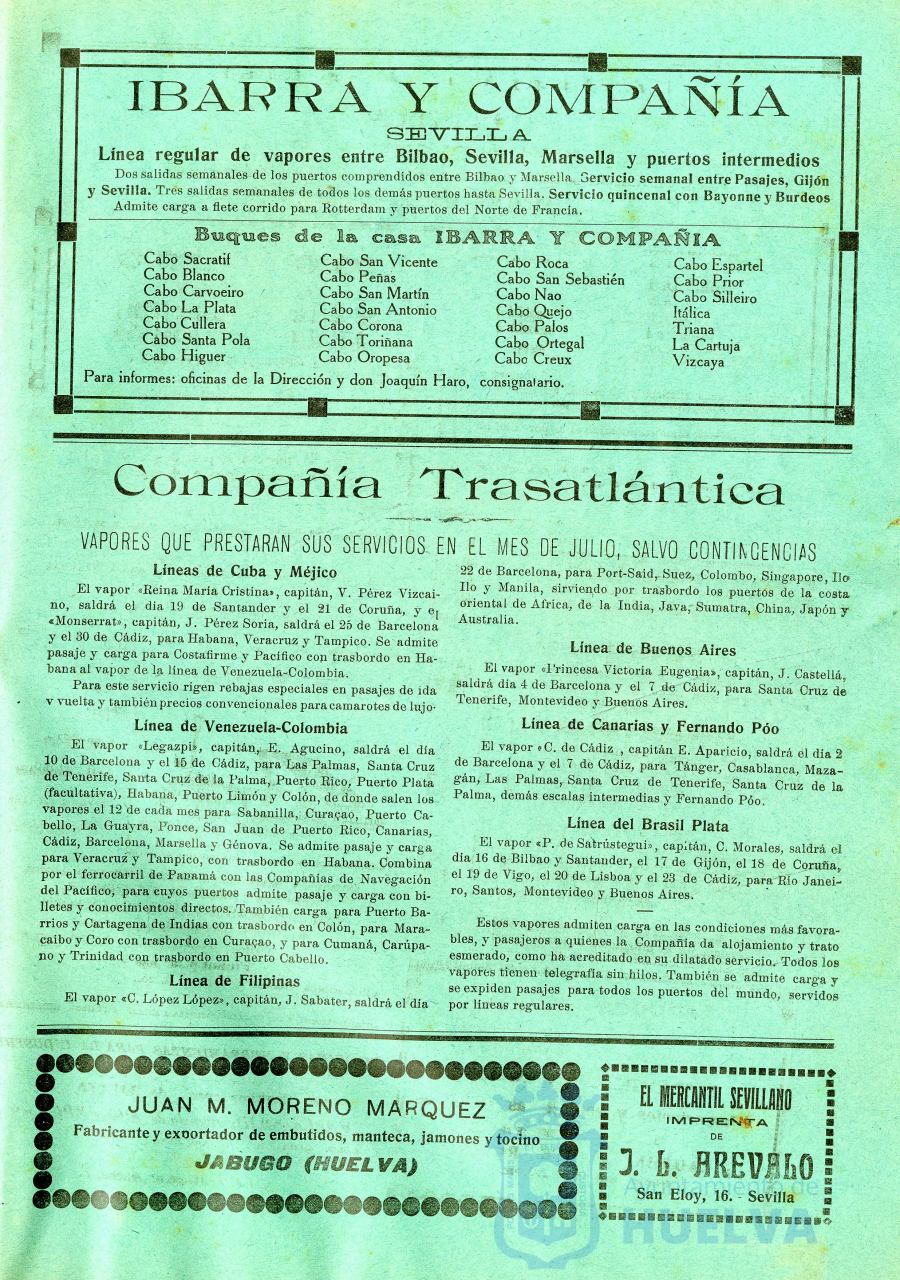 IBARRA Y COMPAÑÍA
SEVILLA
Línea regular de vapores entre Bilbao, Sevilla, Marsella y puertos intermedios
Dos salidas semanales de los puertos comprendidos entre Bilbao y Marsella. Servicio semanal entre Pasajes, Gijón
y Sevilla. Tres salidas semanales de todos los demás puertos hasta Sevilla. Servicio quincenal con Bayonne y Burdeos
Admite carga a flete corrido para Rotterdam y puertos del Norte de Francia.
Buques de la casa IBARRA Y COMPAÑIA
Cabo Sacratif
Cabo Blanco
Cabo Carvoeiro
Cabo La Plata
Cabo Cullera
Cabo Santa Pola
Cabo Higuer
Cabo San Vicente
Cabo Peñas
Cabo San Martín
Cabo San Antonio
Cabo Corona
Cabo Toriñana
Cabo Oropesa
Cabo Roca
Cabo San Sebastién
Cabo Nao
Cabo Quejo
Cabo Palos
Cabo Ortegal
Cabo Creux
Cabo Espartel
Cabo Prior
Cabo Silleiro
Itálica
Triana
La Cartuja
Vizcaya
Para informes: oficinas de la Dirección y don Joaquín Haro, consignatario.
Compañía Trasatlántica
VAPORES QUE PRESTARAN SUS SERVICIOS EN EL MES DE JULIO, SALVO CONTINGENCIAS
Líneas de Cuba y Méjico
El vapor «Reina María Cristina», capitán, V. Pérez Vizcai-
no, saldrá el dia 19 de Santander y el 21 de Coruña, y el
«Monserrat», capitán, J. Pérez Soria, saldrá el 25 de Barcelona
y el 30 de Cádiz, para Habana, Veracruz y Tampico. Se admite
pasaje y carga para Costafirme y Pacífico con trasbordo en Ha-
bana al vapor de la línea de Venezuela-Colombia.
Para este servicio rigen rebajas especiales en pasajes de ida
y vuelta y también precios convencionales para camarotes de lujo-
Línea de Venezuela-Colombia
El vapor «Legazpi», capitán, E. Agucino, saldrá el día
10 de Barcelona y el 15 de Cádiz, para Las Palmas, Santa Cruz
de Tenerife, Santa Cruz de la Palma, Puerto Rico, Puerto Plata
(facultativa), Habana, Puerto Limón y Colón, de donde salen los
vapores el 12 de cada mes para Sabanilla, Curaçao, Puerto Ca-
bello, La Guayra, Ponce, San Juan de Puerto Rico, Canarias,
Cádiz, Barcelona, Marsella y Génova. Se admite pasaje y carga
para Veracruz y Tampico, con trasbordo en Habana. Combina
por el ferrocarril de Panamá con las Compañías de Navegación
del Pacífico, para cuyos puertos admite pasaje y carga con bi-
lletes y conocimientos directos. También carga para Puerto Ba-
rrios y Cartagena de Indias con trasbordo en Colón, para Mara-
caibo y Coro con trasbordo en Curaçao, y para Cumaná, Carúpa-
no y Trinidad con trasbordo en Puerto Cabello.
Línea de Filipinas
El vapor «C. López López», capitán, J. Sabater, saldrá el día
22 de Barcelona, para Port-Said, Suez, Colombo, Singapore, Ilo
Ilo y Manila, sirviendo por trasbordo los puertos de la costa
oriental de Africa, de la India, Java, Sumatra, China, Japón y
Australia.
Línea de Buenos Aires
El vapor «Princesa Victoria Eugenia», capitán, J. Castellá,
saldrá día 4 de Barcelona y el 7 de Cádiz, para Santa Cruz de
Tenerife, Montevideo y Buenos Aires.
Línea de Canarias y Fernando Póo
El vapor «C. de Cádiz , capitán E. Aparicio, saldrá el día 2
de Barcelona y el 7 de Cádiz, para Tánger, Casablanca, Maza-
gán, Las Palmas, Santa Cruz de Tenerife, Santa Cruz de la
Palma, demás escalas intermedias y Fernando Póo.
Línea del Brasil Plata
El vapor «P. de Satrústegui», capitán, C. Morales, saldrá el
día 16 de Bilbao y Santander, el 17 de Gijón, el 18 de Coruña,
el 19 de Vigo, el 20 de Lisboa y el 23 de Cádiz, para Río Janei-
ro, Santos, Montevideo y Buenos Aires.
Estos vapores admiten carga en las condiciones más favora-
bles, y pasajeros a quienes la Compañía da alojamiento y trato
esmerado, como ha acreditado en su dilatado servicio. Todos los
vapores tienen telegrafía sin hilos. También se admite carga y
se expiden pasajes para todos los puertos del mundo, servidos
por líneas regulares.
JUAN M. MORENO MARQUEZ
Fabricante y exportador de embutidos, manteca, jamones y tocino
JABUGO (HUELVA)
EL MERCANTIL SEVILLANO
IMPRENTA
DE
J. L. AREVALO
San Eloy, 16. - Sevilla
Ayuntamiento de
HUELVA